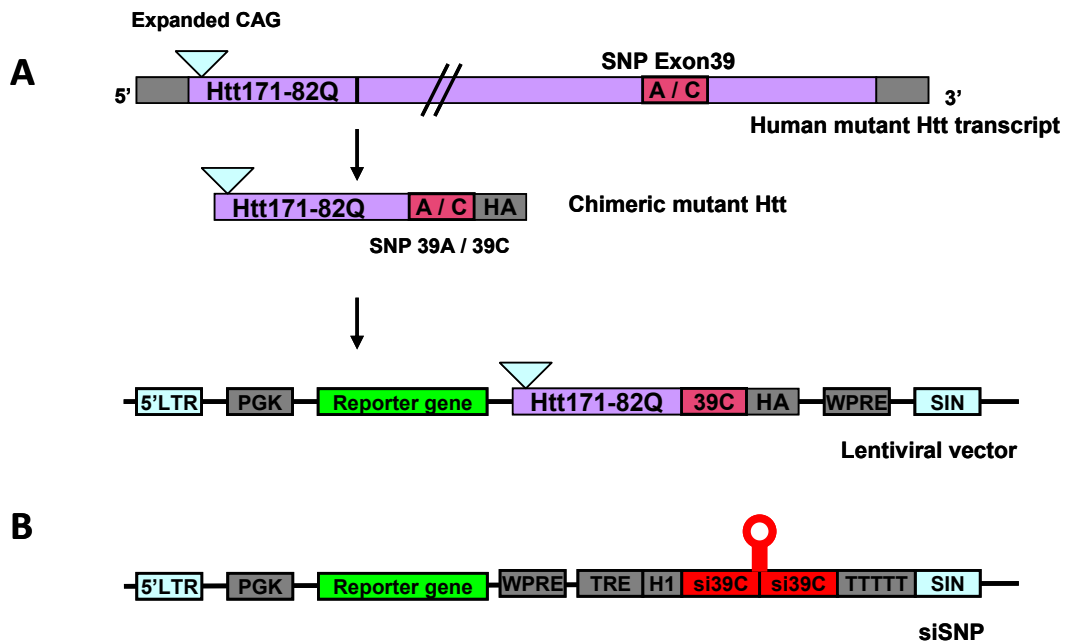 Expanded CAG
A
SNP Exon39
Htt171-82Q
A / C
5’
3’
Human mutant Htt transcript
Htt171-82Q
A / C
HA
Chimeric mutant Htt
SNP 39A / 39C
5’LTR
PGK
Reporter gene
Htt171-82Q
39C
HA
WPRE
SIN
Lentiviral vector
B
5’LTR
PGK
Reporter gene
WPRE
TRE
H1
si39C
si39C
TTTTT
SIN
siSNP